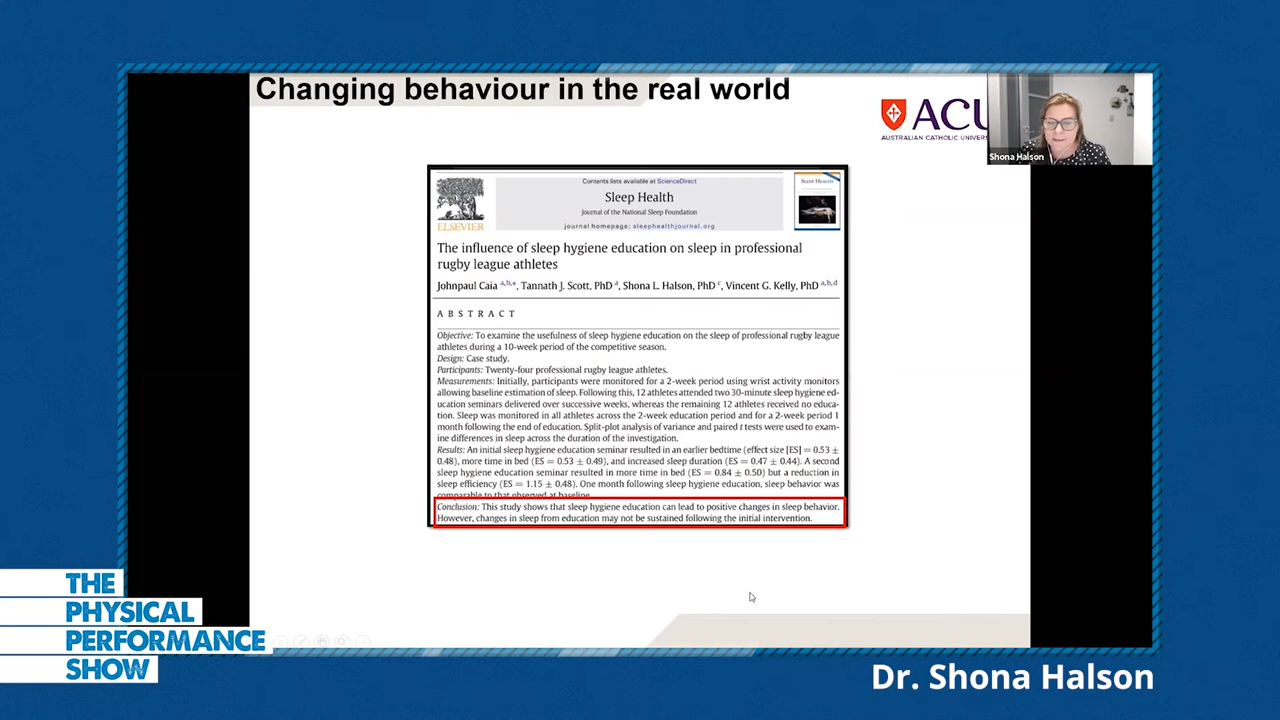 Changing behaviour in the real world
ACU
AUSTRALIAN CATHOLIC UNIVERS
Shona Halson
ELSEVIER
Contents lists available at ScienceDirect
Sleep Health
Journal of the National Sleep Foundation
journal homepage: sleephealthjournal.org
SLEEP HEALTH
The influence of sleep hygiene education on sleep in professional
rugby league athletes
Johnpaul Caia a,b,*, Tannath J. Scott, PhD a, Shona L. Halson, PhD c, Vincent G. Kelly, PhD a,b,d
ABSTRACT
Objective: To examine the usefulness of sleep hygiene education on the sleep of professional rugby league
athletes during a 10-week period of the competitive season.
Design: Case study.
Participants: Twenty-four professional rugby league athletes.
Measurements: Initially, participants were monitored for a 2-week period using wrist activity monitors
allowing baseline estimation of sleep. Following this, 12 athletes attended two 30-minute sleep hygiene ed-
ucation seminars delivered over successive weeks, whereas the remaining 12 athletes received no educa-
tion. Sleep was monitored in all athletes across the 2-week education period and for a 2-week period 1
month following the end of education. Split-plot analysis of variance and paired t tests were used to exam-
ine differences in sleep across the duration of the investigation.
Results: An initial sleep hygiene education seminar resulted in an earlier bedtime (effect size [ES] = 0.53 ±
0.48), more time in bed (ES = 0.53 ± 0.49), and increased sleep duration (ES = 0.47 ± 0.44). A second
sleep hygiene education seminar resulted in more time in bed (ES = 0.84 ± 0.50) but a reduction in
sleep efficiency (ES = 1.15 ± 0.48). One month following sleep hygiene education, sleep behavior was
comparable to that observed at baseline.
Conclusion: This study shows that sleep hygiene education can lead to positive changes in sleep behavior.
However, changes in sleep from education may not be sustained following the initial intervention.
THE
PHYSICAL
PERFORMANCE
SHOW
Dr. Shona Halson